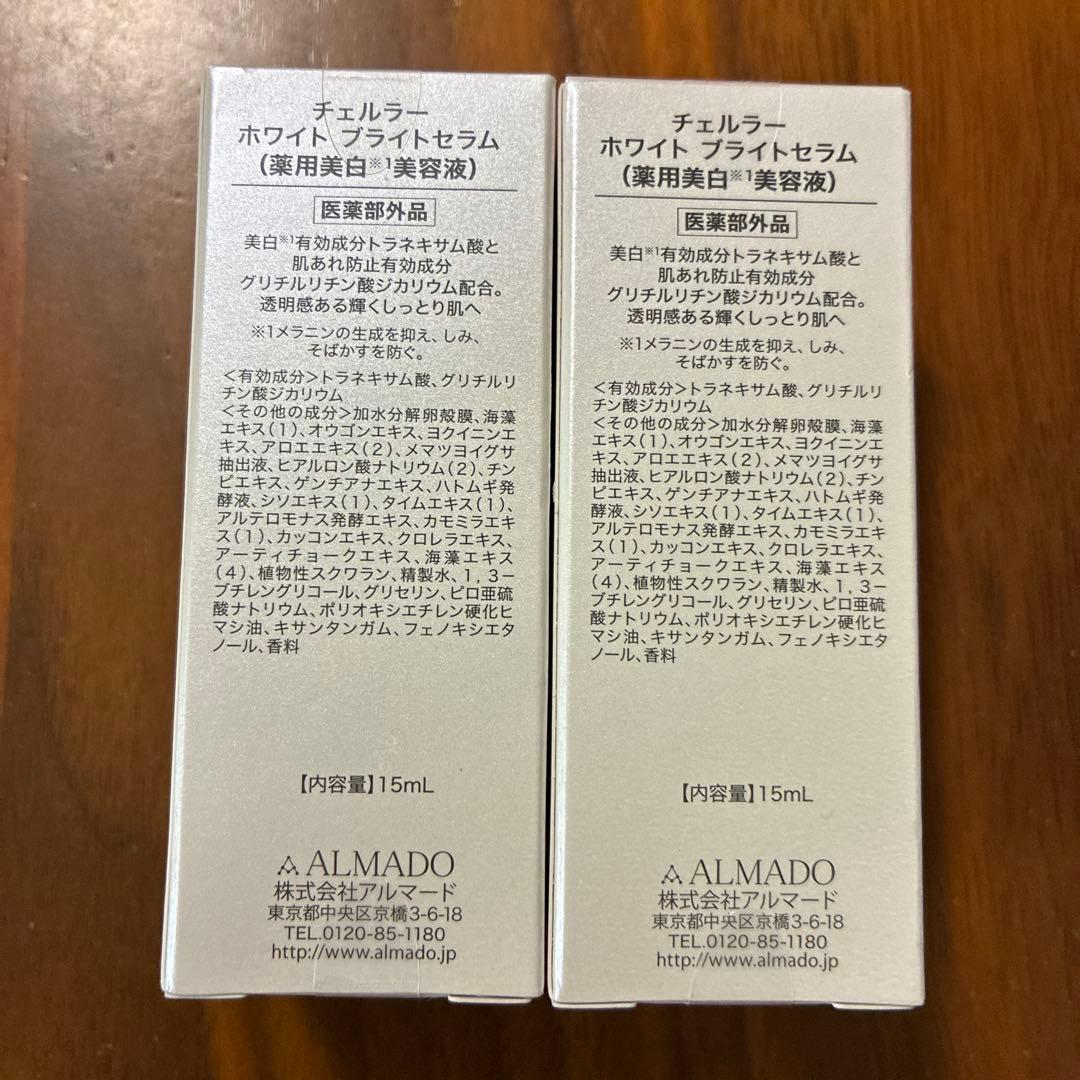 チェルラー
ホワイト ブライトセラム
(薬用美白※1美容液)
医薬部外品
美白※1有効成分トラネキサム酸と
肌あれ防止有効成分
グリチルリチン酸ジカリウム配合。
透明感ある輝くしっとり肌へ
※1メラニンの生成を抑え、しみ、
そばかすを防ぐ。
<有効成分>トラネキサム酸、グリチルリ
チン酸ジカリウム
<その他の成分>加水分解卵殻膜、海藻
エキス(1)、オウゴンエキス、ヨクイニンエ
キス、アロエエキス(2)、メマツヨイグサ
抽出液、ヒアルロン酸ナトリウム(2)、チン
ピエキス、ゲンチアナエキス、ハトムギ発
酵液、シソエキス(1)、タイムエキス(1)、
アルテロモナス発酵エキス、カモミラエキ
ス(1)、カッコンエキス、クロレラエキス、
アーティチョークエキス、海藻エキス
(4)、植物性スクワラン、精製水、1,3−
ブチレングリコール、グリセリン、ピロ亜硫
酸ナトリウム、ポリオキシエチレン硬化ヒ
マシ油、キサンタンガム、フェノキシエタ
ノール、香料
【内容量】15mL
ALMADO
株式会社アルマード
東京都中央区京橋3-6-18
TEL.0120-85-1180
http://www.almado.jp
チェルラー
ホワイト ブライトセラム
(薬用美白※1美容液)
医薬部外品
美白※1有効成分トラネキサム酸と
肌あれ防止有効成分
グリチルリチン酸ジカリウム配合。
透明感ある輝くしっとり肌へ
※1メラニンの生成を抑え、しみ、
そばかすを防ぐ。
<有効成分>トラネキサム酸、グリチルリ
チン酸ジカリウム
<その他の成分>加水分解卵殻膜、海藻
エキス(1)、オウゴンエキス、ヨクイニンエ
キス、アロエエキス(2)、メマツヨイグサ
抽出液、ヒアルロン酸ナトリウム(2)、チン
ピエキス、ゲンチアナエキス、ハトムギ発
酵液、シソエキス(1)、タイムエキス(1)、
アルテロモナス発酵エキス、カモミラエキ
ス(1)、カッコンエキス、クロレラエキス、
アーティチョークエキス、海藻エキス
(4)、植物性スクワラン、精製水、1,3−
ブチレングリコール、グリセリン、ピロ亜硫
酸ナトリウム、ポリオキシエチレン硬化ヒ
マシ油、キサンタンガム、フェノキシエタ
ノール、香料
【内容量】15mL
ALMADO
株式会社アルマード
東京都中央区京橋3-6-18
TEL.0120-85-1180
http://www.almado.jp